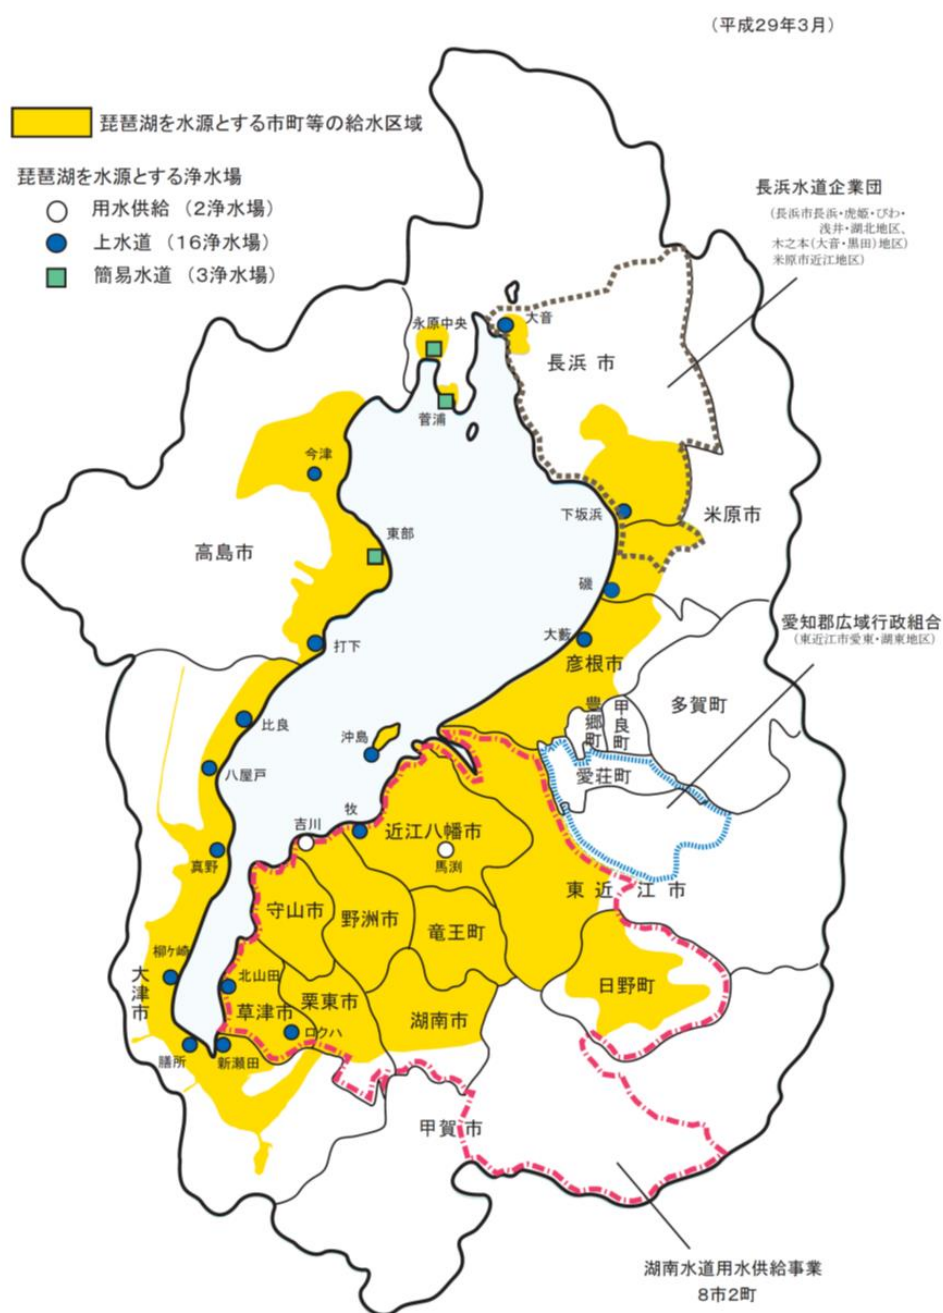 (平成29年3月)
琵琶湖を水源とする市町等の給水区域
琵琶湖を水源とする浄水場
用水供給 (2浄水場)
上水道 (16浄水場)
簡易水道 (3浄水場)
長浜水道企業団
(長浜市長浜・虎姫・びわ・
浅井・湖北地区、
木之本(大音・黒田)地区)
米原市近江地区)
永原中央
大音
長浜市
菅浦
今津
下坂浜
米原市
東部
高島市
磯
愛知郡広域行政組合
(東近江市愛東・湖東地区)
大藪
打下
彦根市
多賀町
豊郷町
甲良町
比良
沖島
八屋戸
愛荘町
牧
吉川
近江八幡市
馬渕
真野
東近江市
守山市
野洲市
竜王町
柳ケ崎
大津市
北山田
草津市
栗東市
日野町
湖南市
ロクハ
膳所
新瀬田
甲賀市
湖南水道用水供給事業
8市2町